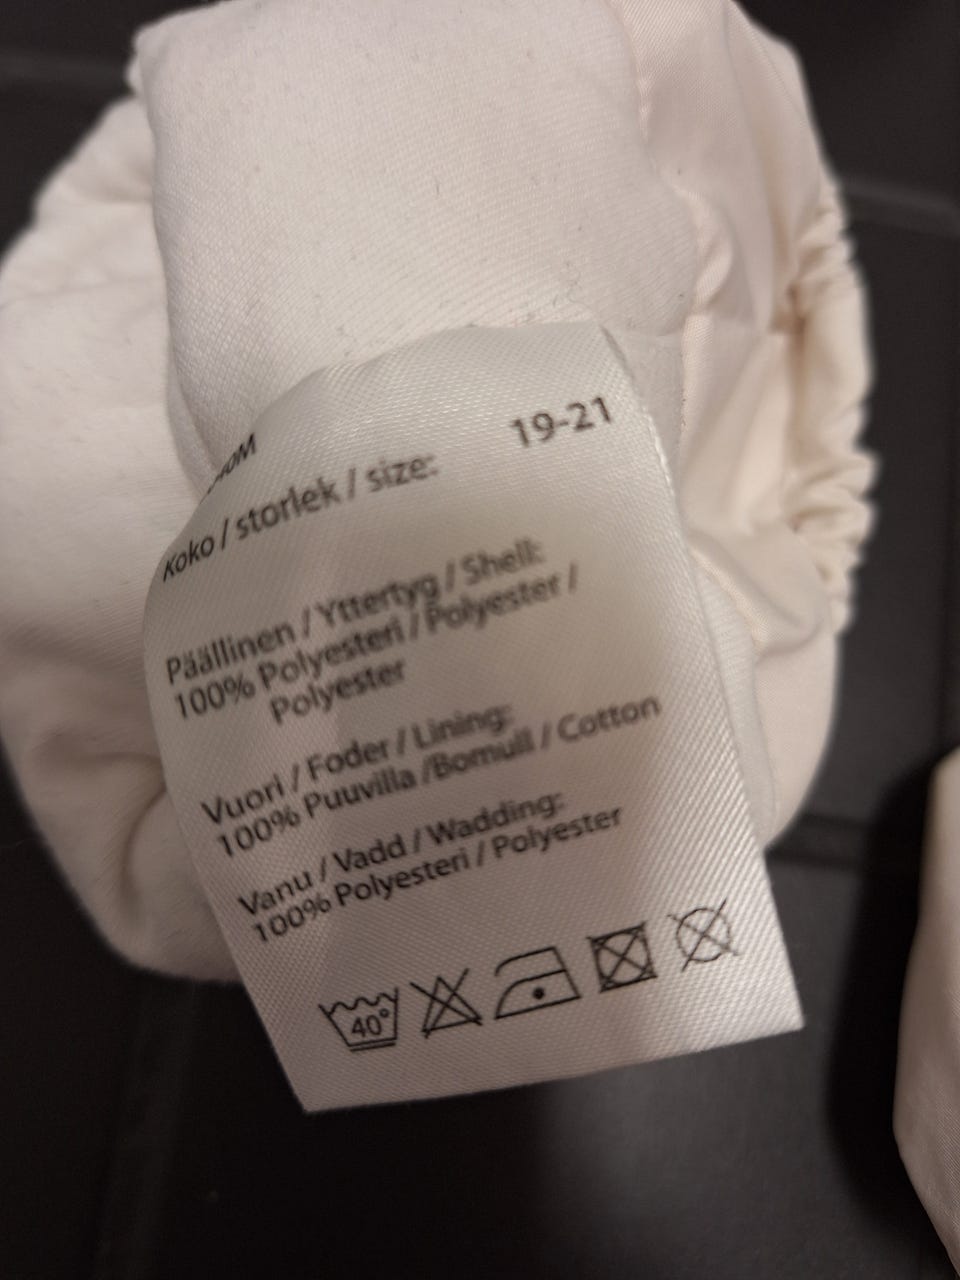 Koko / storlek / size: 19-21
Päällinen / Yttertyg / Shell:
100% Polyesteri / Polyester /
Polyester
Vuori / Foder / Lining:
100% Puuvilla /Bomull / Cotton
Vanu / Vadd / Wadding:
100% Polyesteri / Polyester
40°